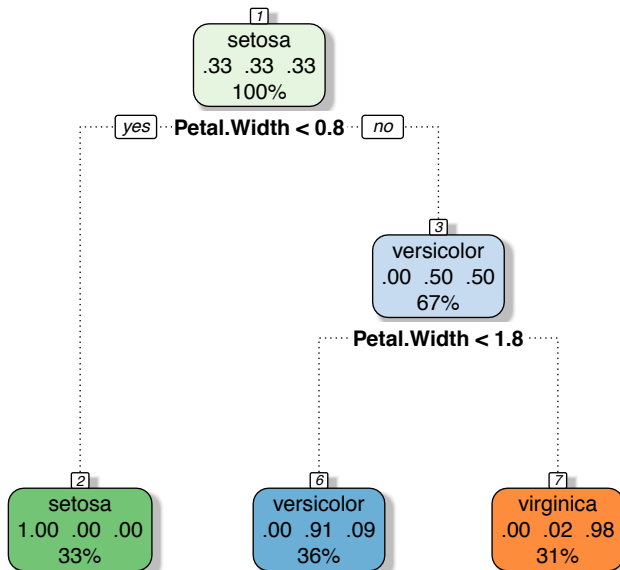 1
setosa
.33 .33 .33
100%
yes Petal.Width < 0.8 no
3
versicolor
.00 .50 .50
67%
Petal.Width < 1.8
2
setosa
1.00 .00 .00
33%
6
versicolor
.00 .91 .09
36%
7
virginica
.00 .02 .98
31%